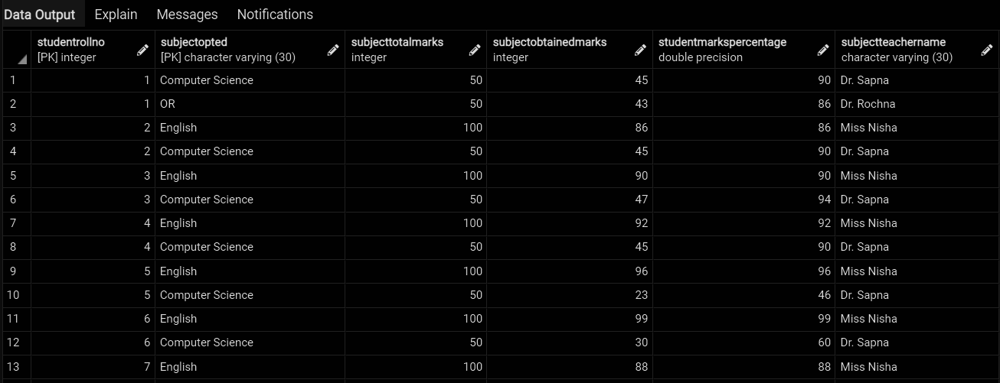 Data Output Explain Messages Notifications
studentrollno subjectopted subjecttotalmarks subjectobtainedmarks studentmarkspercentage subjectteachername
[PK] integer [PK] character varying (30) integer integer double precision character varying (30)
1 1 Computer Science 50 45 90 Dr. Sapna
2 1 OR 50 43 86 Dr. Rochna
3 2 English 100 86 86 Miss Nisha
4 2 Computer Science 50 45 90 Dr. Sapna
5 3 English 100 90 90 Miss Nisha
6 3 Computer Science 50 47 94 Dr. Sapna
7 4 English 100 92 92 Miss Nisha
8 4 Computer Science 50 45 90 Dr. Sapna
9 5 English 100 96 96 Miss Nisha
10 5 Computer Science 50 23 46 Dr. Sapna
11 6 English 100 99 99 Miss Nisha
12 6 Computer Science 50 30 60 Dr. Sapna
13 7 English 100 88 88 Miss Nisha